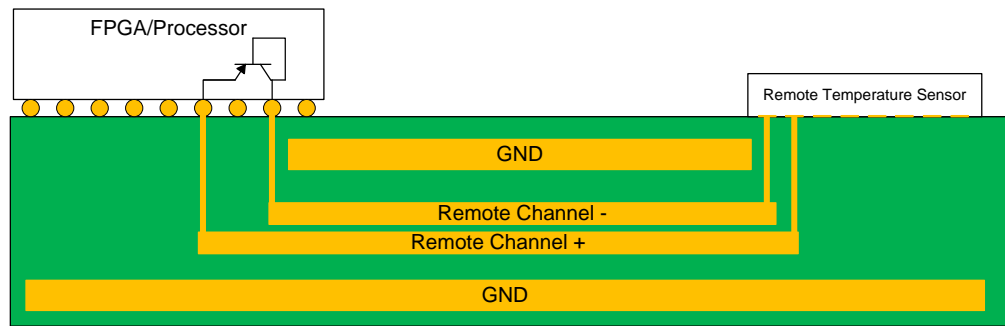 FPGA/Processor
Remote Temperature Sensor
GND
Remote Channel -
Remote Channel +
GND